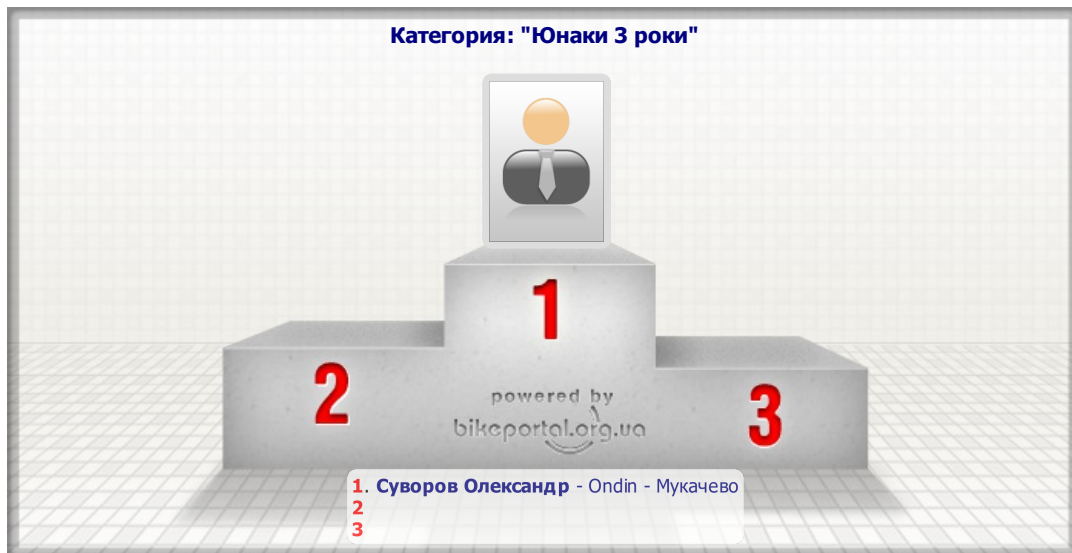 Категория: "Юнаки 3 роки"
1
2
3
powered by
bikeportal.org.ua
1. Суворов Олександр - Ondin - Мукачево
2
3